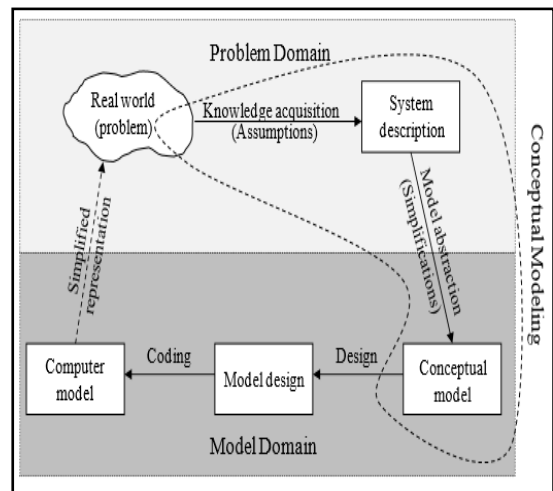 Problem Domain
Real world
(problem)
Knowledge acquisition
(Assumptions)
System
description
Model abstraction
(Simplifications)
Conceptual Modeling
Simplified
representation
Computer
model
Coding
Model design
Design
Conceptual
model
Model Domain